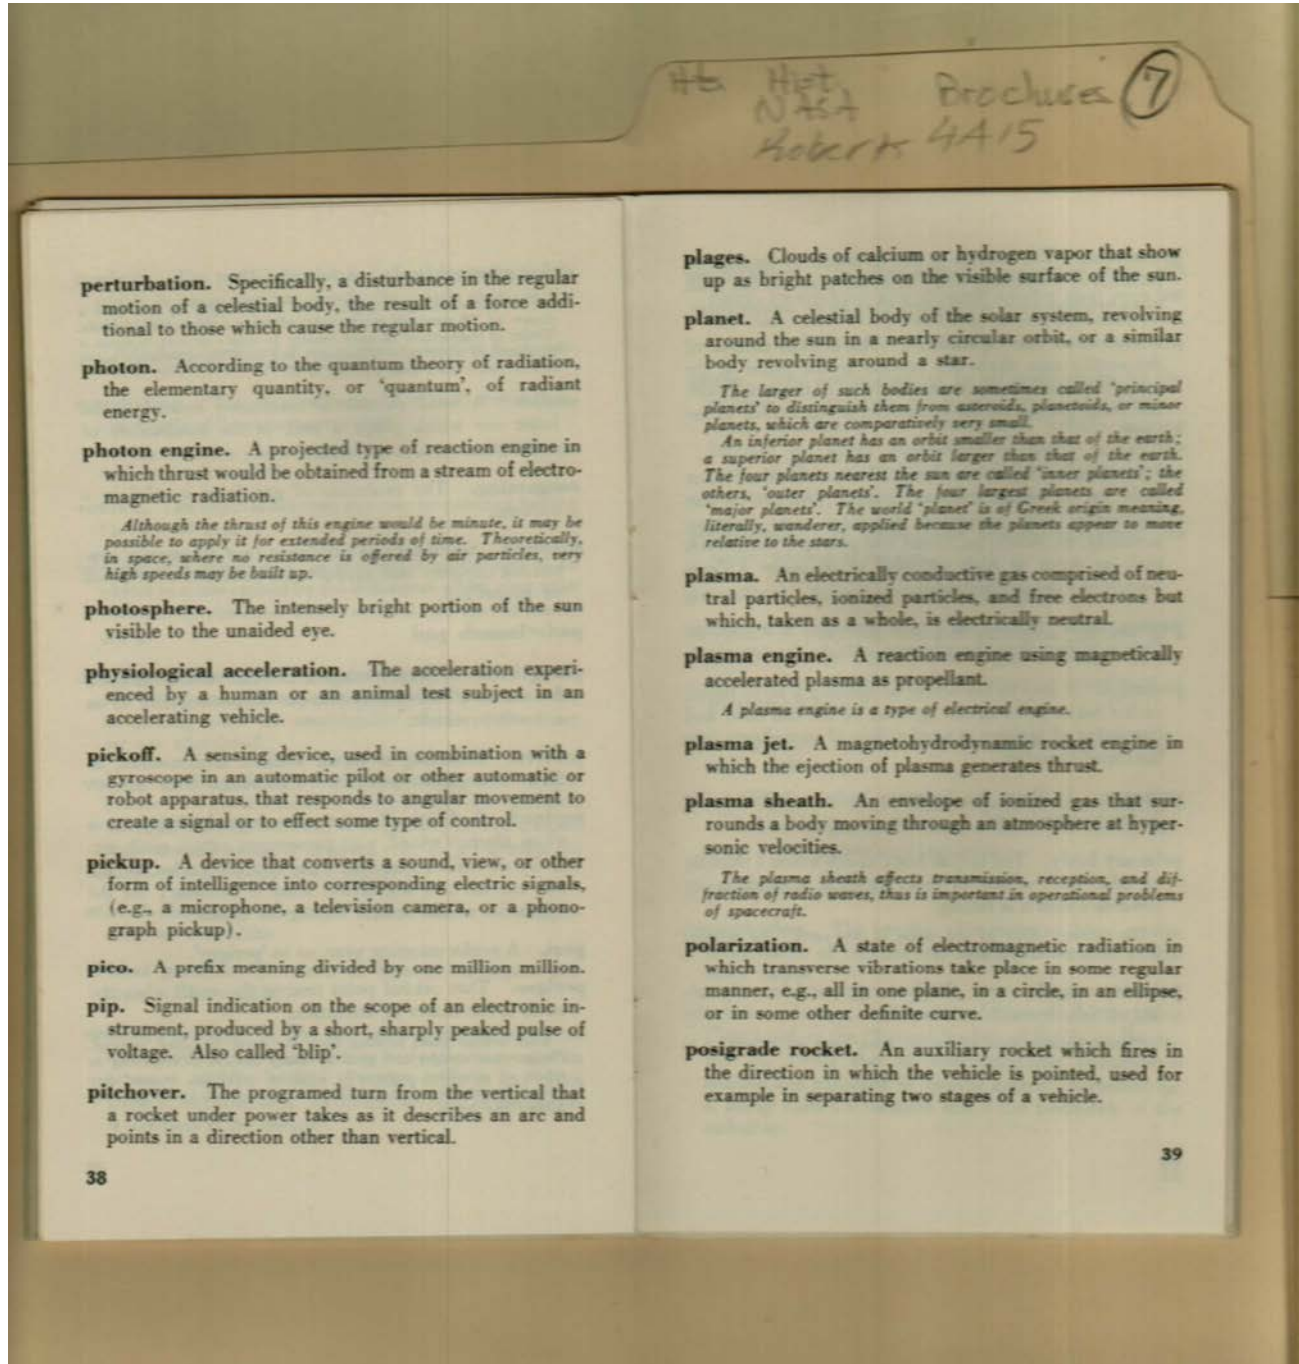 Hst Brochures 7
NASA
Roberts 4A15
perturbation. Specifically, a disturbance in the regular
motion of a celestial body, the result of a force addi-
tional to those which cause the regular motion.
photon. According to the quantum theory of radiation,
the elementary quantity, or 'quantum', of radiant
energy.
photon engine. A projected type of reaction engine in
which thrust would be obtained from a stream of electro-
magnetic radiation.
Although the thrust of this engine would be minute, it may be
possible to apply it for extended periods of time. Theoretically,
in space, where no resistance is offered by air particles, very
high speeds may be built up.
photosphere. The intensely bright portion of the sun
visible to the unaided eye.
physiological acceleration. The acceleration experi-
enced by a human or an animal test subject in an
accelerating vehicle.
pickoff. A sensing device, used in combination with a
gyroscope in an automatic pilot or other automatic or
robot apparatus, that responds to angular movement to
create a signal or to effect some type of control.
pickup. A device that converts a sound, view, or other
form of intelligence into corresponding electric signals,
(e.g., a microphone, a television camera, or a phono-
graph pickup).
pico. A prefix meaning divided by one million million.
pip. Signal indication on the scope of an electronic in-
strument, produced by a short, sharply peaked pulse of
voltage. Also called 'blip'.
pitchover. The programed turn from the vertical that
a rocket under power takes as it describes an arc and
points in a direction other than vertical.
38
plages. Clouds of calcium or hydrogen vapor that show
up as bright patches on the visible surface of the sun.
planet. A celestial body of the solar system, revolving
around the sun in a nearly circular orbit, or a similar
body revolving around a star.
The larger of such bodies are sometimes called 'principal
planets' to distinguish them from asteroids, planetoids, or minor
planets, which are comparatively very small.
An inferior planet has an orbit smaller than that of the earth;
a superior planet has an orbit larger than that of the earth.
The four planets nearest the sun are called 'inner planets'; the
others, 'outer planets'. The four largest planets are called
'major planets'. The world 'planet' is of Greek origin meaning,
literally, wanderer, applied because the planets appear to move
relative to the stars.
plasma. An electrically conductive gas comprised of neu-
tral particles, ionized particles, and free electrons but
which, taken as a whole, is electrically neutral.
plasma engine. A reaction engine using magnetically
accelerated plasma as propellant.
A plasma engine is a type of electrical engine.
plasma jet. A magnetohydrodynamic rocket engine in
which the ejection of plasma generates thrust.
plasma sheath. An envelope of ionized gas that sur-
rounds a body moving through an atmosphere at hyper-
sonic velocities.
The plasma sheath affects transmission, reception, and dif-
fraction of radio waves, thus is important in operational problems
of spacecraft.
polarization. A state of electromagnetic radiation in
which transverse vibrations take place in some regular
manner, e.g., all in one plane, in a circle, in an ellipse,
or in some other definite curve.
posigrade rocket. An auxiliary rocket which fires in
the direction in which the vehicle is pointed, used for
example in separating two stages of a vehicle.
39